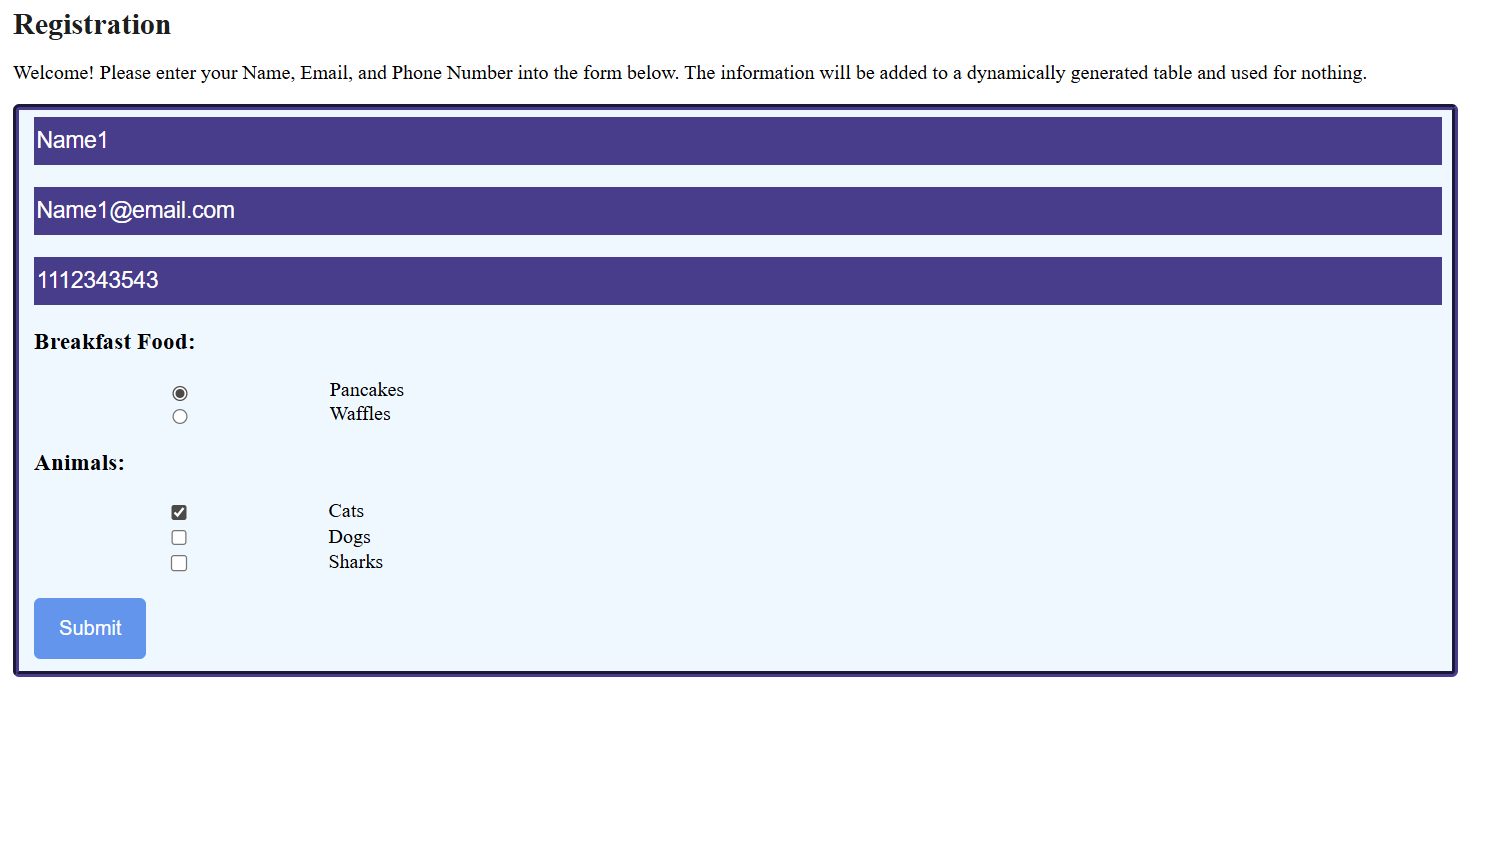 Registration
Welcome! Please enter your Name, Email, and Phone Number into the form below. The information will be added to a dynamically generated table and used for nothing.
Name1
Name1@email.com
1112343543
Breakfast Food:
Pancakes
Waffles
Animals:
Cats
Dogs
Sharks
Submit